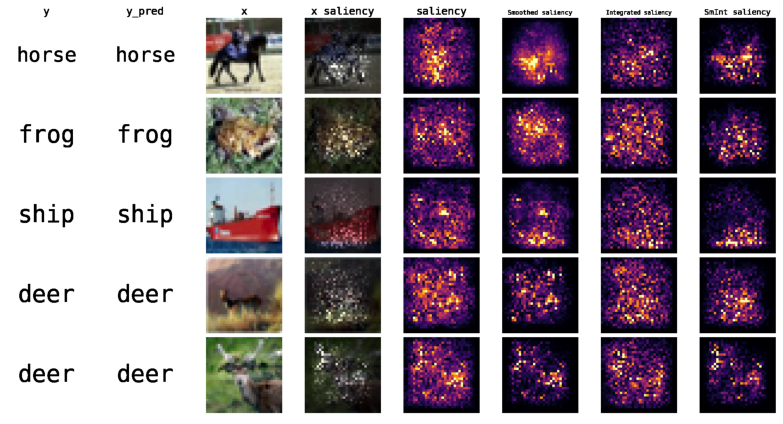 y y_pred x x saliency saliency Smoothed saliency Integrated saliency SmInt saliency
horse horse
frog frog
ship ship
deer deer
deer deer